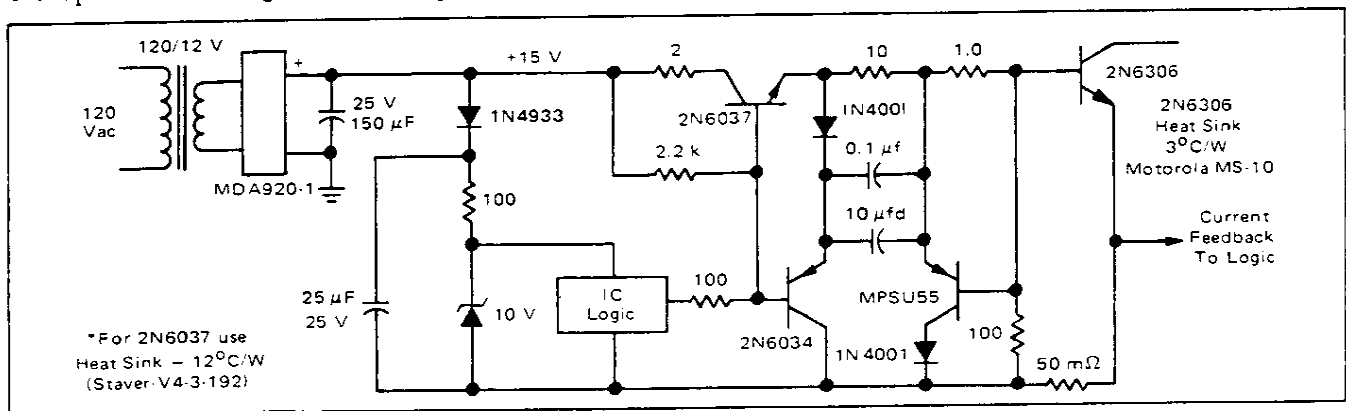 120/12 V
120
Vac
MDA920-1
+
25 V
150 µF
+15 V
1N4933
100
25 µF
25 V
10 V
IC
Logic
100
2
2N6037
2.2 k
2N6034
10
1N4001
0.1 µf
10 µfd
1.0
MPSU55
1N4001
100
50 mΩ
2N6306
2N6306
Heat Sink
3°C/W
Motorola MS-10
Current
Feedback
To Logic
*For 2N6037 use
Heat Sink – 12°C/W
(Staver V4-3-192)